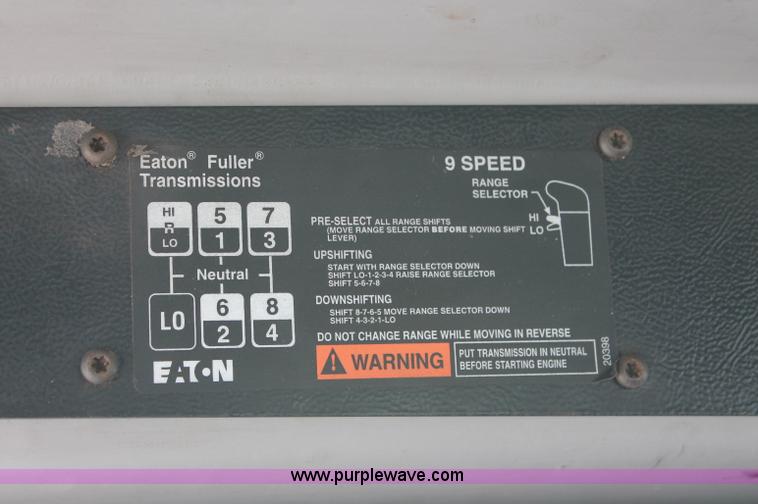 Eaton® Fuller®
Transmissions
9 SPEED
RANGE
SELECTOR
HI
LO
HI
R
LO
5
1
7
3
Neutral
LO
6
2
8
4
EATON
PRE-SELECT ALL RANGE SHIFTS
(MOVE RANGE SELECTOR BEFORE MOVING SHIFT
LEVER)
UPSHIFTING
START WITH RANGE SELECTOR DOWN
SHIFT LO-1-2-3-4 RAISE RANGE SELECTOR
SHIFT 5-6-7-8
DOWNSHIFTING
SHIFT 8-7-6-5 MOVE RANGE SELECTOR DOWN
SHIFT 4-3-2-1-LO
DO NOT CHANGE RANGE WHILE MOVING IN REVERSE
WARNING
PUT TRANSMISSION IN NEUTRAL
BEFORE STARTING ENGINE
20398
www.purplewave.com